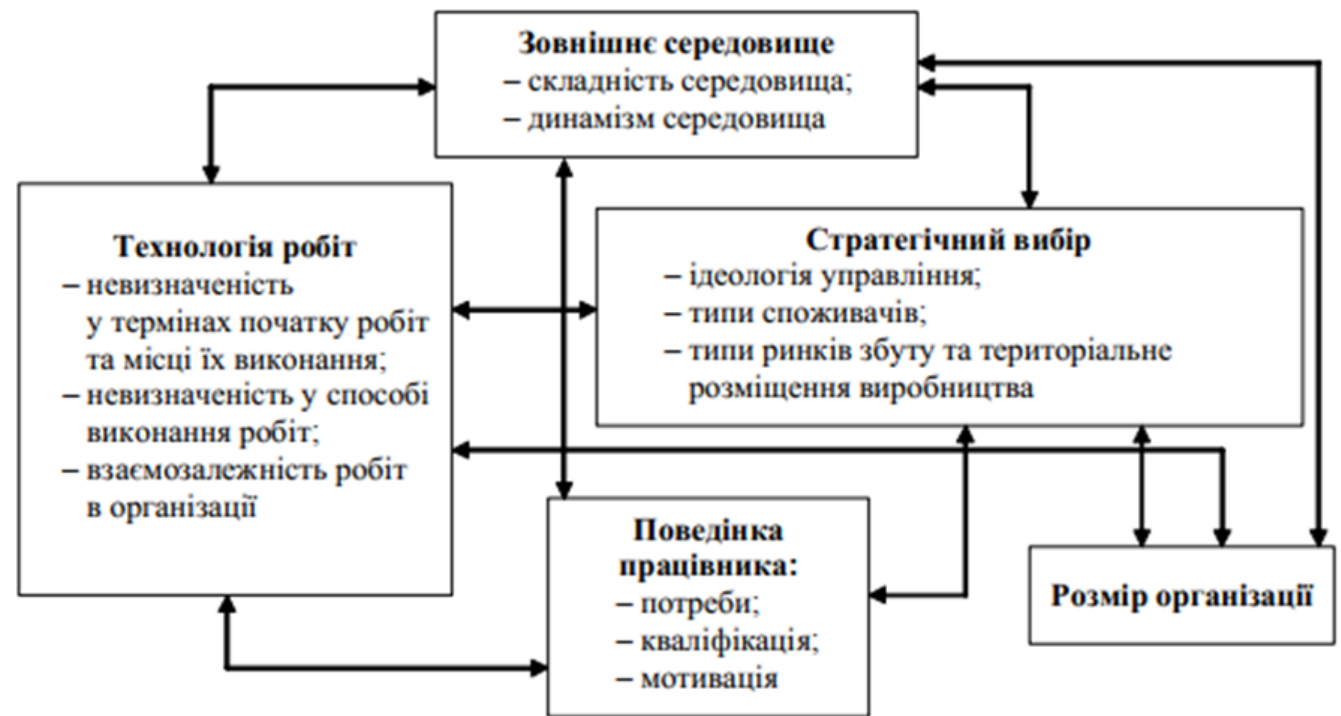 Зовнішнє середовище
– складність середовища;
– динамізм середовища
Технологія робіт
– невизначеність
у термінах початку робіт
та місці їх виконання;
– невизначеність у способі
виконання робіт;
– взаємозалежність робіт
в організації
Стратегічний вибір
– ідеологія управління;
– типи споживачів;
– типи ринків збуту та територіальне
розміщення виробництва
Поведінка
працівника:
– потреби;
– кваліфікація;
– мотивація
Розмір організації